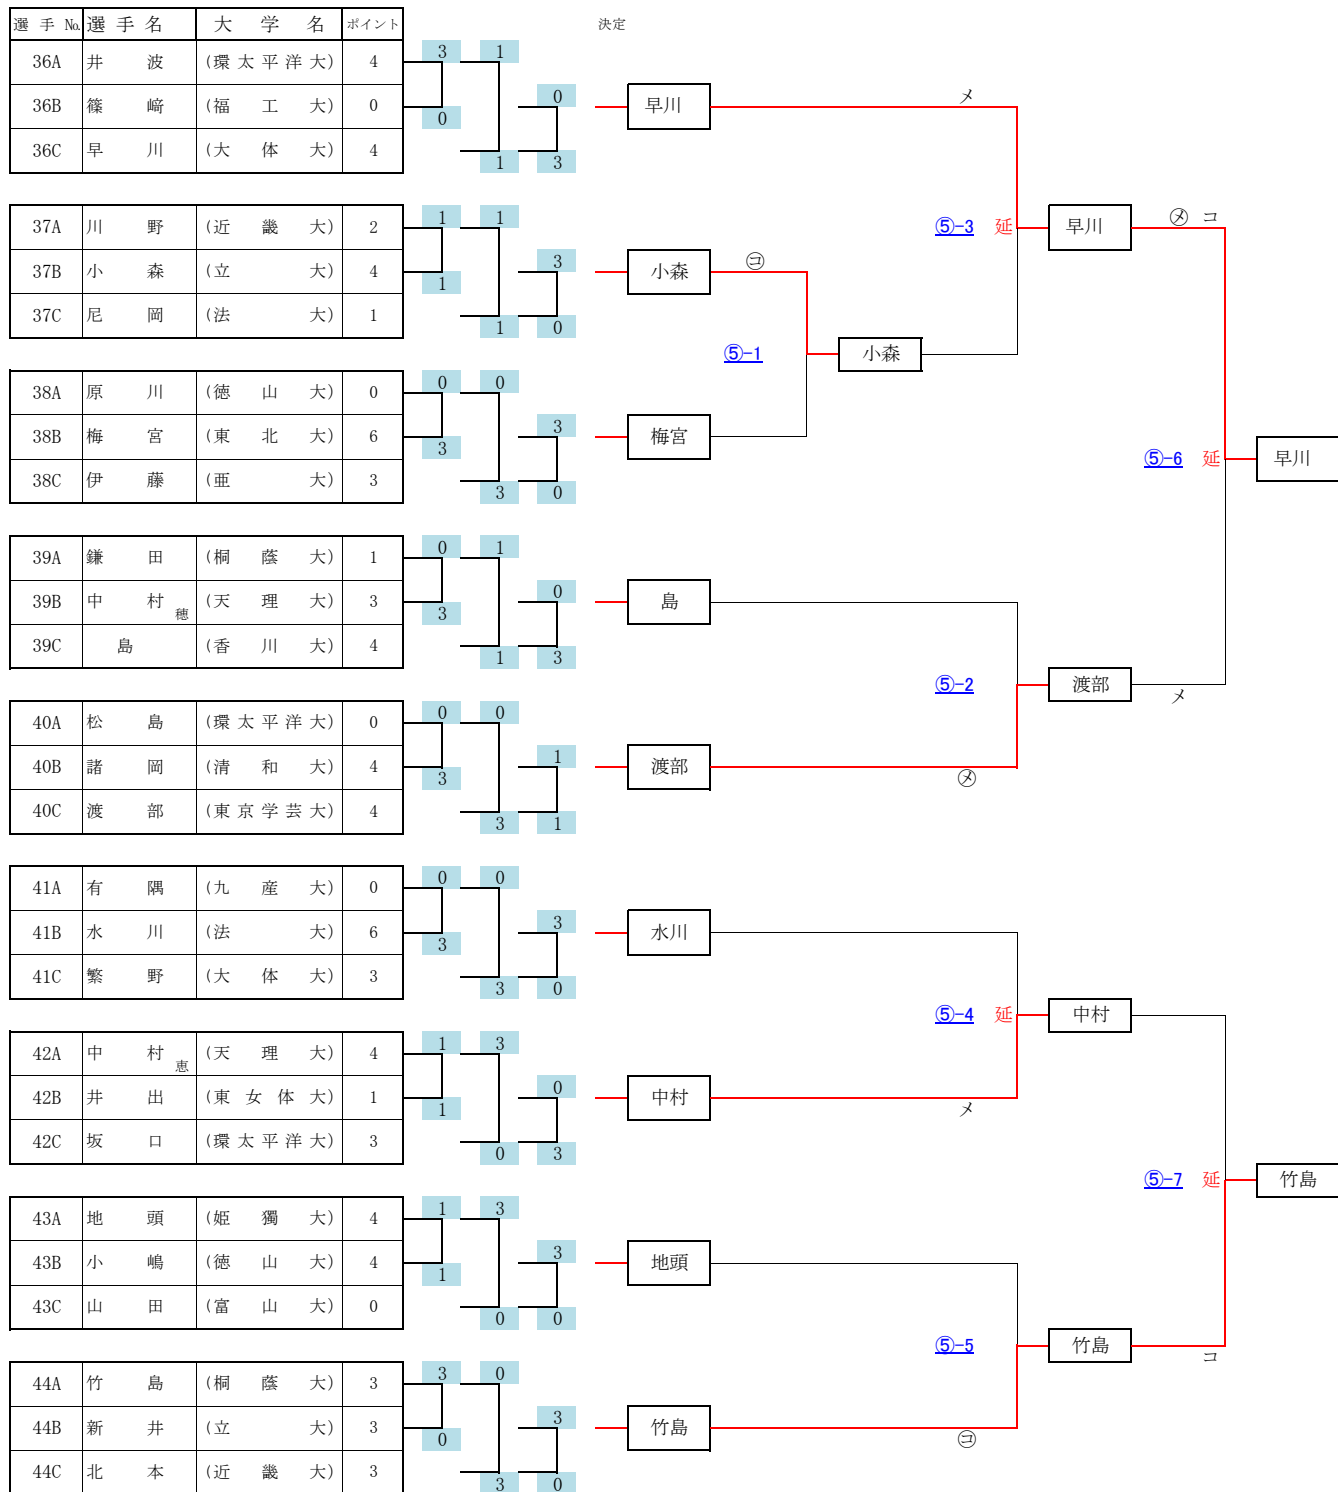 選手№ 選手名 大学名 ポイント 決定
36A 井波 (環太平洋大) 4 3 1
36B 篠﨑 (福工大) 0 0 0 早川 メ
36C 早川 (大体大) 4 1 3
37A 川野 (近畿大) 2 1 1 ⑤-3 延 早川 ㋱ コ
37B 小森 (立大) 4 1 3 小森 ㋙
37C 尼岡 (法大) 1 1 0
⑤-1 小森
38A 原川 (徳山大) 0 0 0
38B 梅宮 (東北大) 6 3 3 梅宮
38C 伊藤 (亜大) 3 3 0
⑤-6 延 早川
39A 鎌田 (桐蔭大) 1 0 1
39B 中村穂 (天理大) 3 3 0 島
39C 島 (香川大) 4 1 3
⑤-2 渡部 メ
40A 松島 (環太平洋大) 0 0 0
40B 諸岡 (清和大) 4 3 1 渡部 ㋱
40C 渡部 (東京学芸大) 4 3 1
41A 有隅 (九産大) 0 0 0
41B 水川 (法大) 6 3 3 水川
41C 繁野 (大体大) 3 3 0
⑤-4 延 中村
42A 中村恵 (天理大) 4 1 3
42B 井出 (東女体大) 1 1 0 中村 メ
42C 坂口 (環太平洋大) 3 0 3
⑤-7 延 竹島
43A 地頭 (姫獨大) 4 1 3
43B 小嶋 (徳山大) 4 1 3 地頭
43C 山田 (富山大) 0 0 0
⑤-5 竹島 コ
44A 竹島 (桐蔭大) 3 3 0
44B 新井 (立大) 3 0 3 竹島 ㋙
44C 北本 (近畿大) 3 3 0